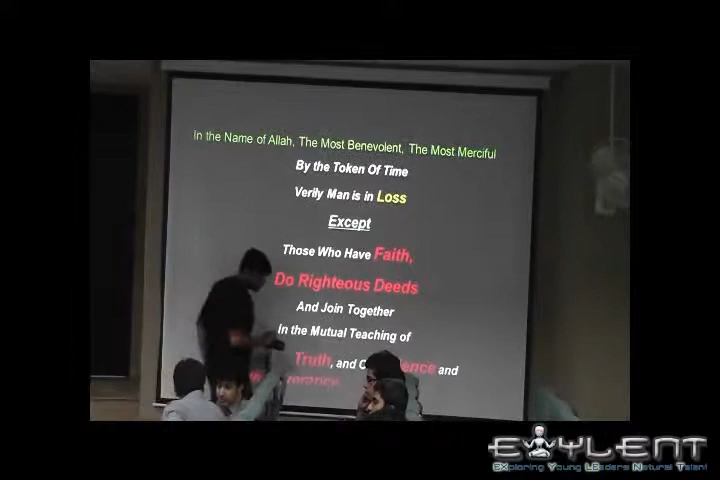 In the Name of Allah, The Most Benevolent, The Most Merciful
By the Token Of Time
Verily Man is in Loss
Except
Those Who Have Faith,
Do Righteous Deeds
And Join Together
In the Mutual Teaching of
Truth, and and
EXYLENT
EXploring Young LEaders Natural Talent